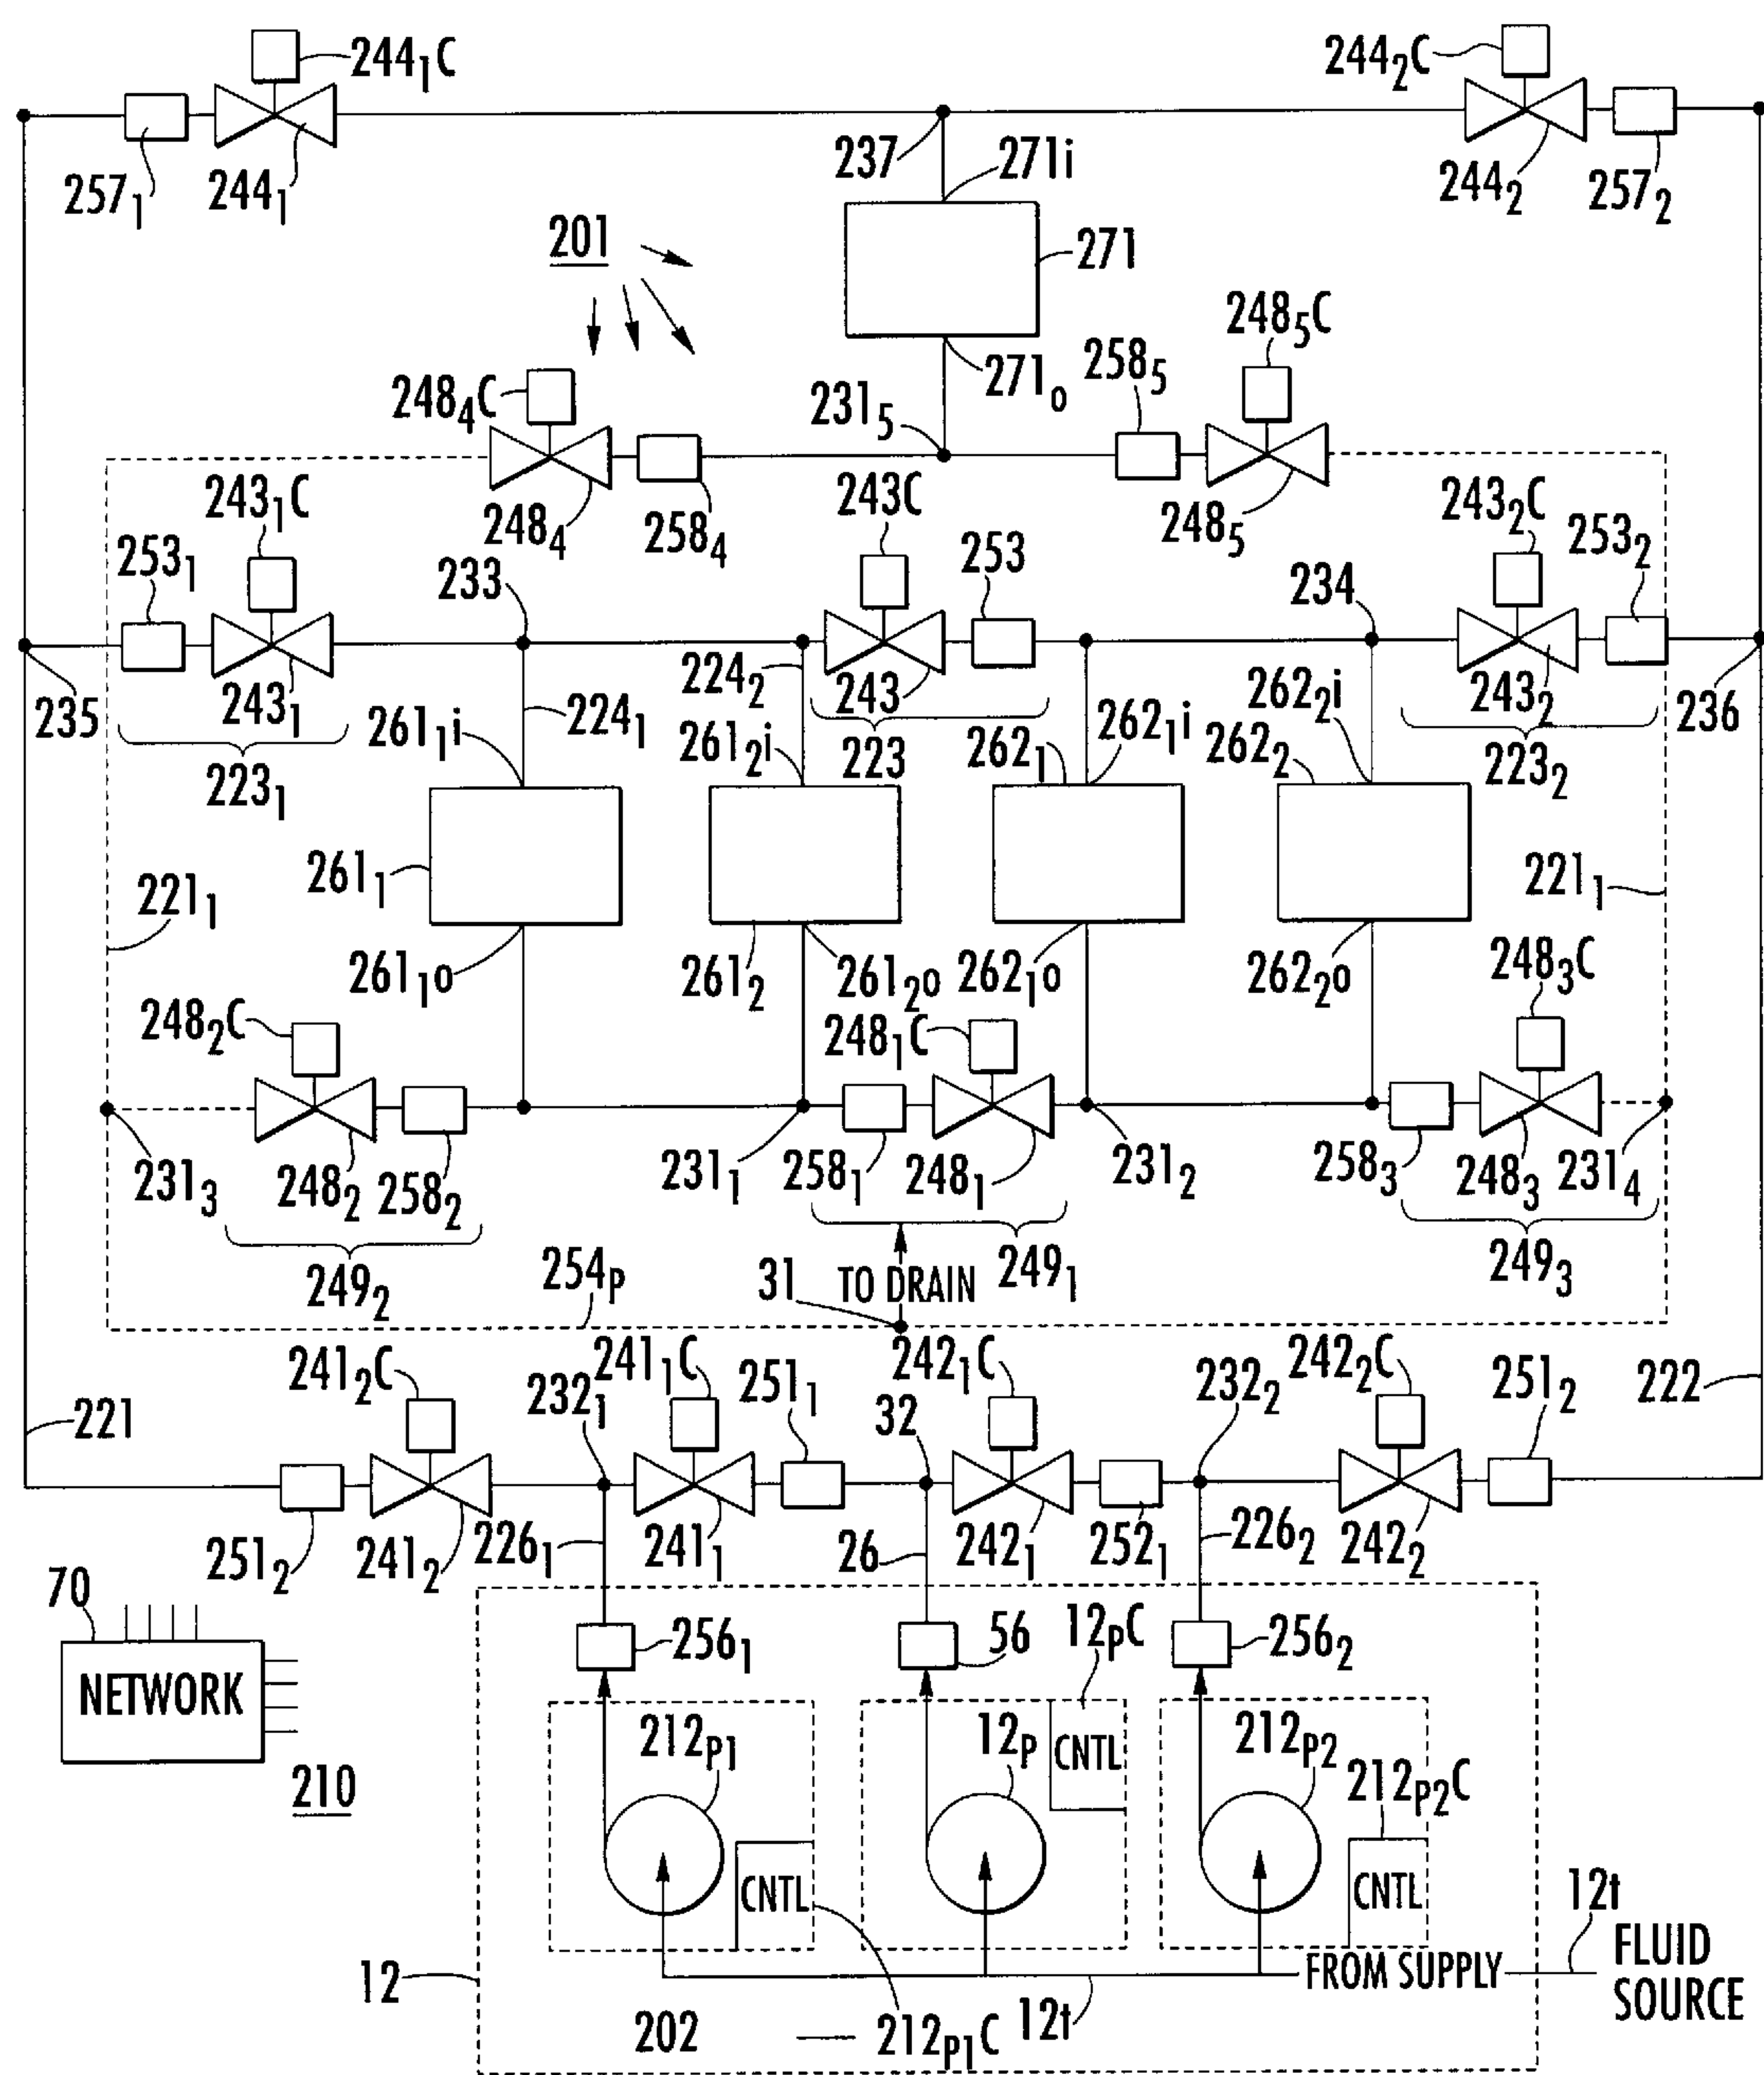 244₁C
244₂C
257₁
244₁
237
271i
244₂
257₂
201
271
248₅C
258₅
271₀
248₄C
231₅
243₁C
248₄
258₄
243C
248₅
243₂C
253₂
253₁
233
253
234
235
243₁
224₁
224₂
243
262₂i
243₂
236
261₁i
261₂i
223
262₁
262₁i
262₂
223₂
223₁
261₁
221₁
221₁
261₁o
261₂
261₂o
262₁o
262₂o
248₃C
248₂C
248₁C
231₃
248₂
258₂
231₁
258₁
248₁
231₂
258₃
248₃
231₄
249₂
254P
31
TO DRAIN
249₁
249₃
241₂C
241₁C
251₁
242₁C
242₂C
251₂
222
221
232₁
32
232₂
251₂
241₂
226₁
241₁
26
242₁
252₁
226₂
242₂
70
NETWORK
256₁
56
12PC
256₂
210
212P1
12P
CNTL
212P2
212P2C
CNTL
CNTL
12t
FLUID
SOURCE
FROM SUPPLY
12
202
212P1C
12t